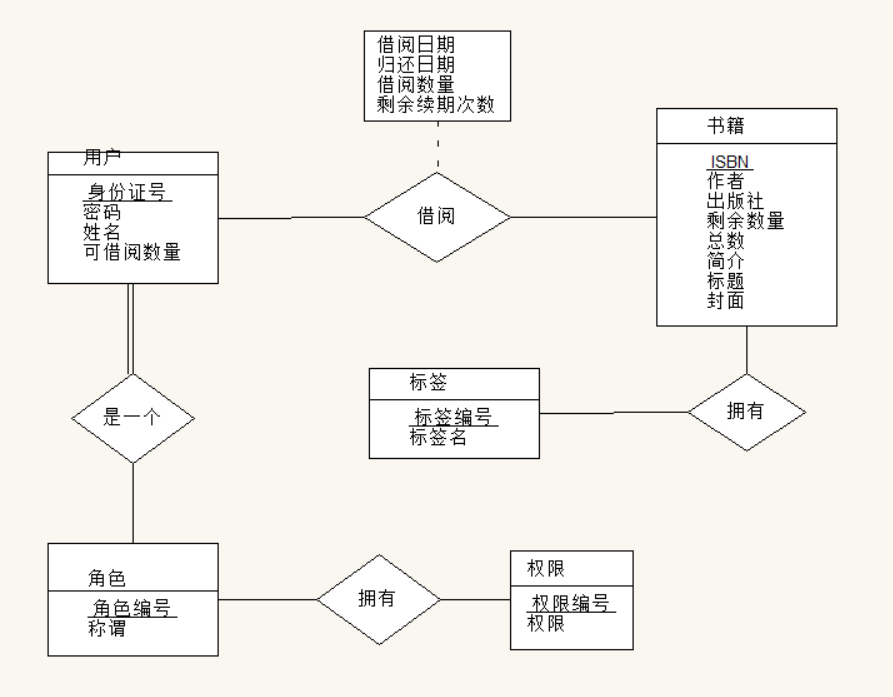 借阅日期
归还日期
借阅数量
剩余续期次数
用户
身份证号
密码
姓名
可借阅数量
借阅
书籍
ISBN
作者
出版社
剩余数量
总数
简介
标题
封面
是一个
标签
标签编号
标签名
拥有
角色
角色编号
称谓
拥有
权限
权限编号
权限